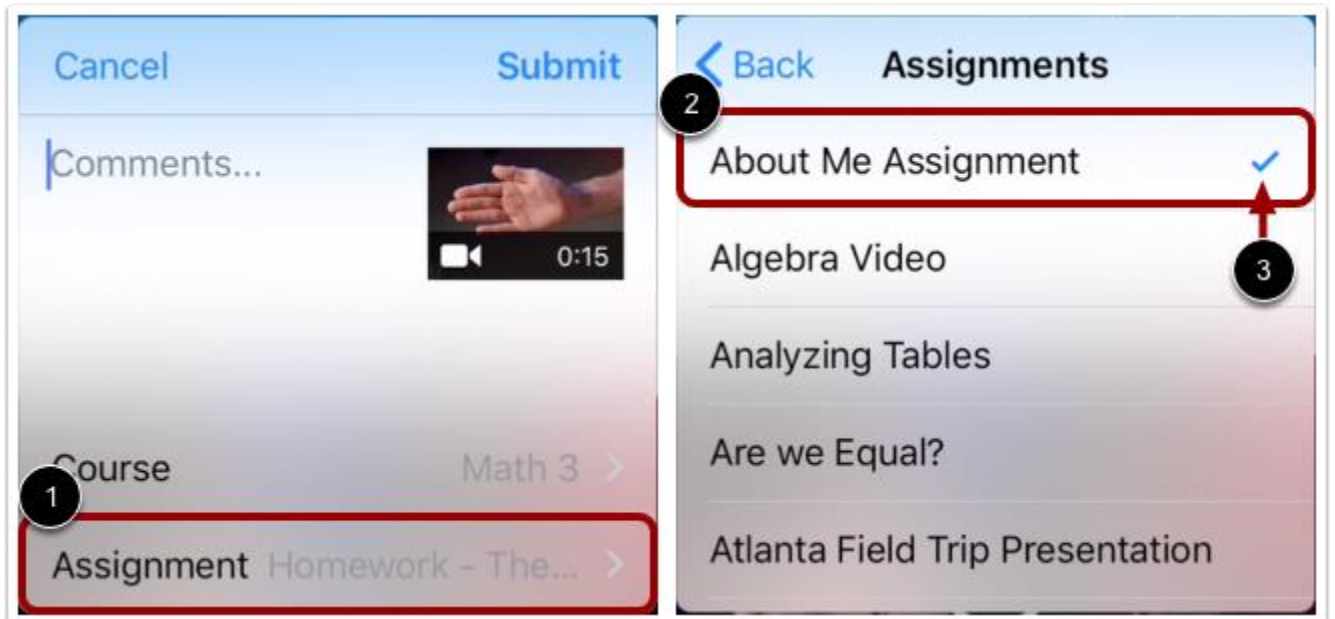 Cancel Submit
Comments...
0:15
Course Math 3
1
Assignment Homework - The...
Back Assignments
2
About Me Assignment
3
Algebra Video
Analyzing Tables
Are we Equal?
Atlanta Field Trip Presentation